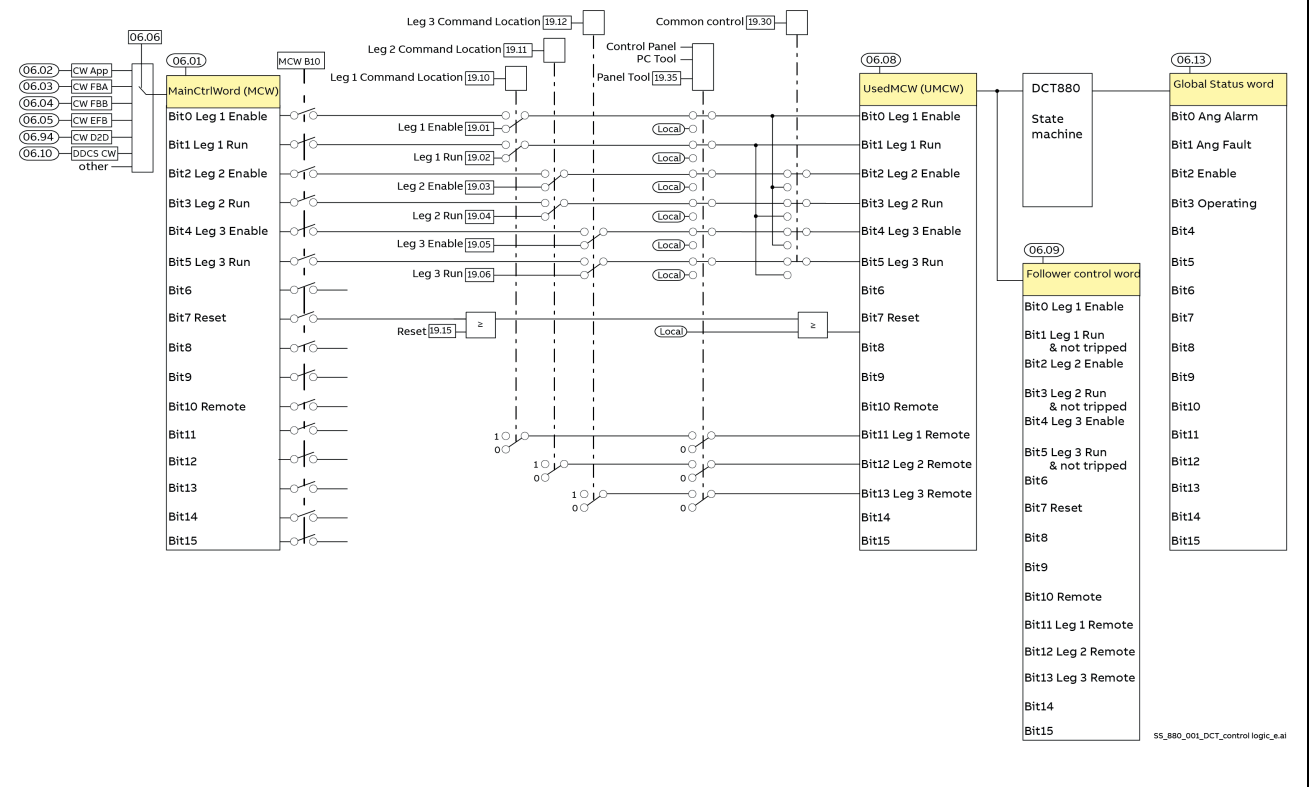 Leg 3 Command Location 19.12
Common control 19.30
06.06
Leg 2 Command Location 19.11
Control Panel
PC Tool
Leg 1 Command Location 19.10
Panel Tool 19.35
06.02 CW App
06.03 CW FBA
06.04 CW FBB
06.05 CW EFB
06.94 CW D2D
06.10 DDCS CW
other
06.01
MainCtrlWord (MCW)
Bit0 Leg 1 Enable
Bit1 Leg 1 Run
Bit2 Leg 2 Enable
Bit3 Leg 2 Run
Bit4 Leg 3 Enable
Bit5 Leg 3 Run
Bit6
Bit7 Reset
Bit8
Bit9
Bit10 Remote
Bit11
Bit12
Bit13
Bit14
Bit15
MCW B10
Leg 1 Enable 19.01
Leg 1 Run 19.02
Leg 2 Enable 19.03
Leg 2 Run 19.04
Leg 3 Enable 19.05
Leg 3 Run 19.06
Reset 19.15
≥
1
0
1
0
1
0
Local
Local
Local
Local
Local
Local
Local
≥
0
0
0
06.08
UsedMCW (UMCW)
Bit0 Leg 1 Enable
Bit1 Leg 1 Run
Bit2 Leg 2 Enable
Bit3 Leg 2 Run
Bit4 Leg 3 Enable
Bit5 Leg 3 Run
Bit6
Bit7 Reset
Bit8
Bit9
Bit10 Remote
Bit11 Leg 1 Remote
Bit12 Leg 2 Remote
Bit13 Leg 3 Remote
Bit14
Bit15
DCT880
State
machine
06.09
Follower control word
Bit0 Leg 1 Enable
Bit1 Leg 1 Run
& not tripped
Bit2 Leg 2 Enable
Bit3 Leg 2 Run
& not tripped
Bit4 Leg 3 Enable
Bit5 Leg 3 Run
& not tripped
Bit6
Bit7 Reset
Bit8
Bit9
Bit10 Remote
Bit11 Leg 1 Remote
Bit12 Leg 2 Remote
Bit13 Leg 3 Remote
Bit14
Bit15
06.13
Global Status word
Bit0 Ang Alarm
Bit1 Ang Fault
Bit2 Enable
Bit3 Operating
Bit4
Bit5
Bit6
Bit7
Bit8
Bit9
Bit10
Bit11
Bit12
Bit13
Bit14
Bit15
SS_880_001_DCT_control logic_e.ai